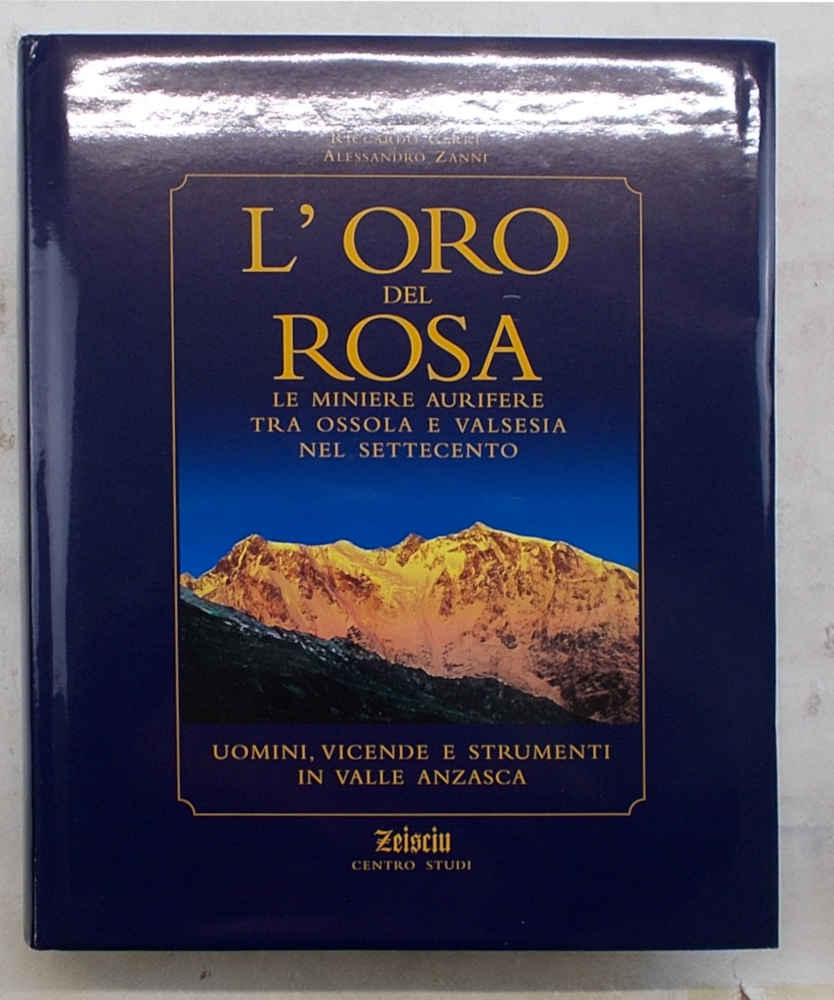 RICCARDO
ALESSANDRO ZANNI
L' ORO
DEL
ROSA
LE MINIERE AURIFERE
TRA OSSOLA E VALSESIA
NEL SETTECENTO
UOMINI, VICENDE E STRUMENTI
IN VALLE ANZASCA
Zeisciu
CENTRO STUDI